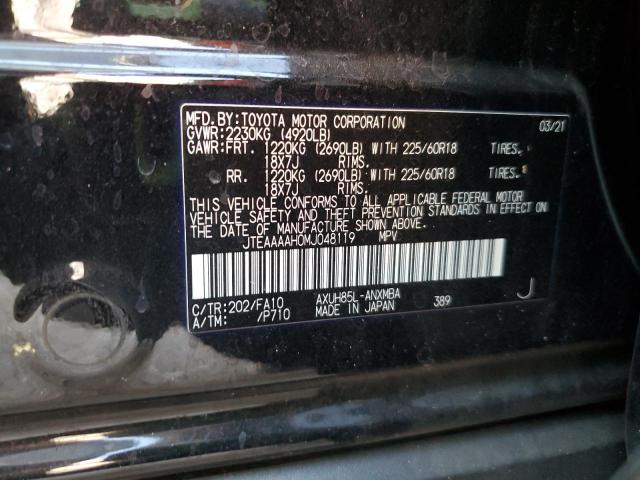 MFD. BY: TOYOTA MOTOR CORPORATION 03/21
GVWR: 2230KG (4920LB)
GAWR: FRT. 1220KG (2690LB) WITH 225/60R18 TIRES.
18X7J RIMS.
RR. 1220KG (2690LB) WITH 225/60R18 TIRES.
18X7J RIMS.
THIS VEHICLE CONFORMS TO ALL APPLICABLE FEDERAL MOTOR
VEHICLE SAFETY AND THEFT PREVENTION STANDARDS IN EFFECT
ON THE DATE OF MANUFACTURE SHOWN ABOVE.
JTEAAAAH0MJ048119 MPV
C/TR: 202/FA10 AXUH85L-ANXMBA 389 J
A/TM: /P710 MADE IN JAPAN